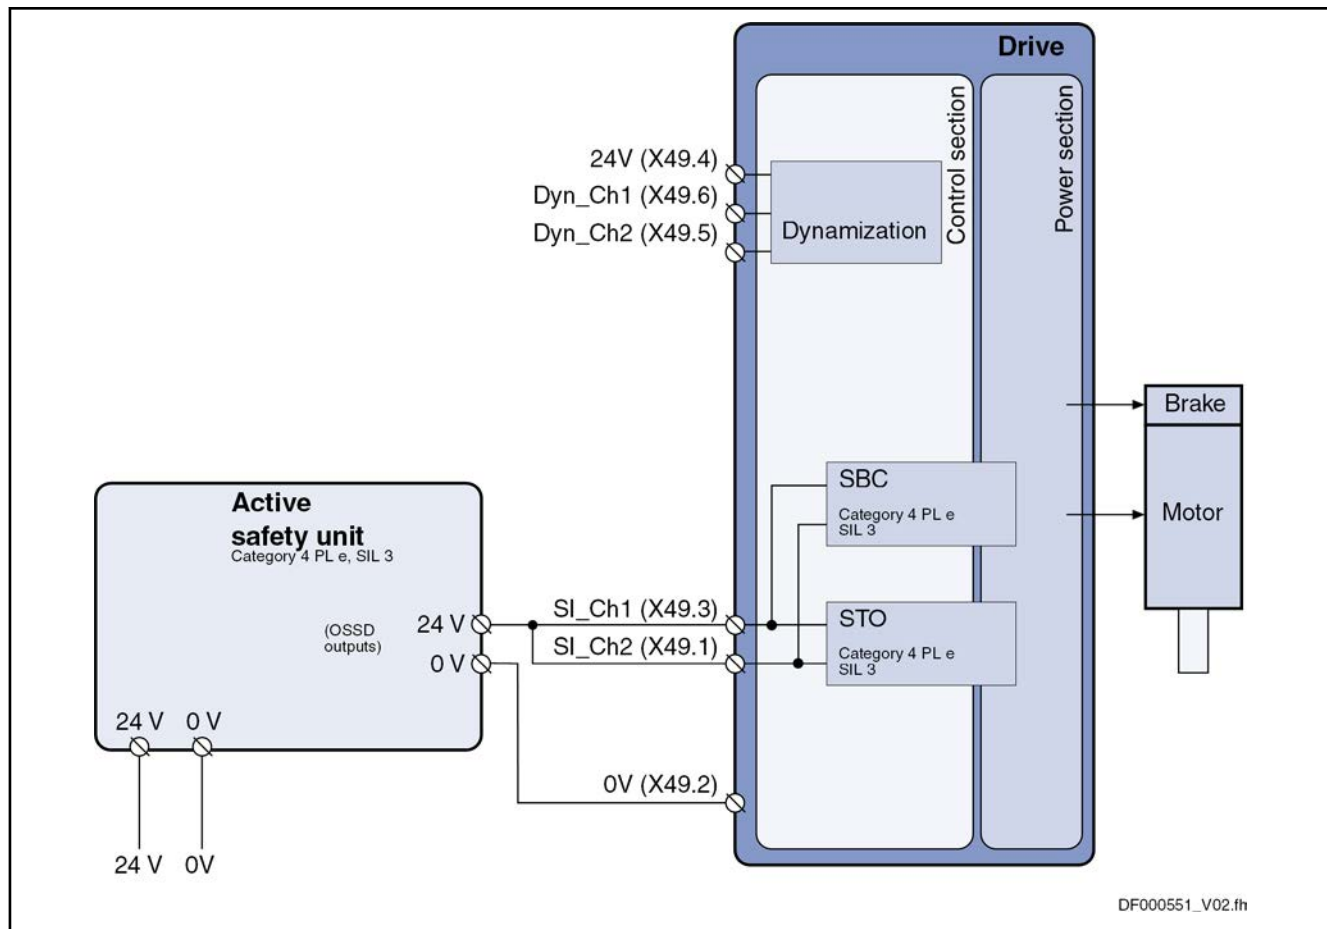 Drive
Control section
Power section
24V (X49.4)
Dyn_Ch1 (X49.6)
Dyn_Ch2 (X49.5)
Dynamization
Brake
Motor
SBC
Category 4 PL e
SIL 3
Active
safety unit
Category 4 PL e, SIL 3
(OSSD
outputs)
24 V
0 V
SI_Ch1 (X49.3)
SI_Ch2 (X49.1)
STO
Category 4 PL e
SIL 3
24 V 0 V
0V (X49.2)
24 V 0V
DF000551_V02.fh